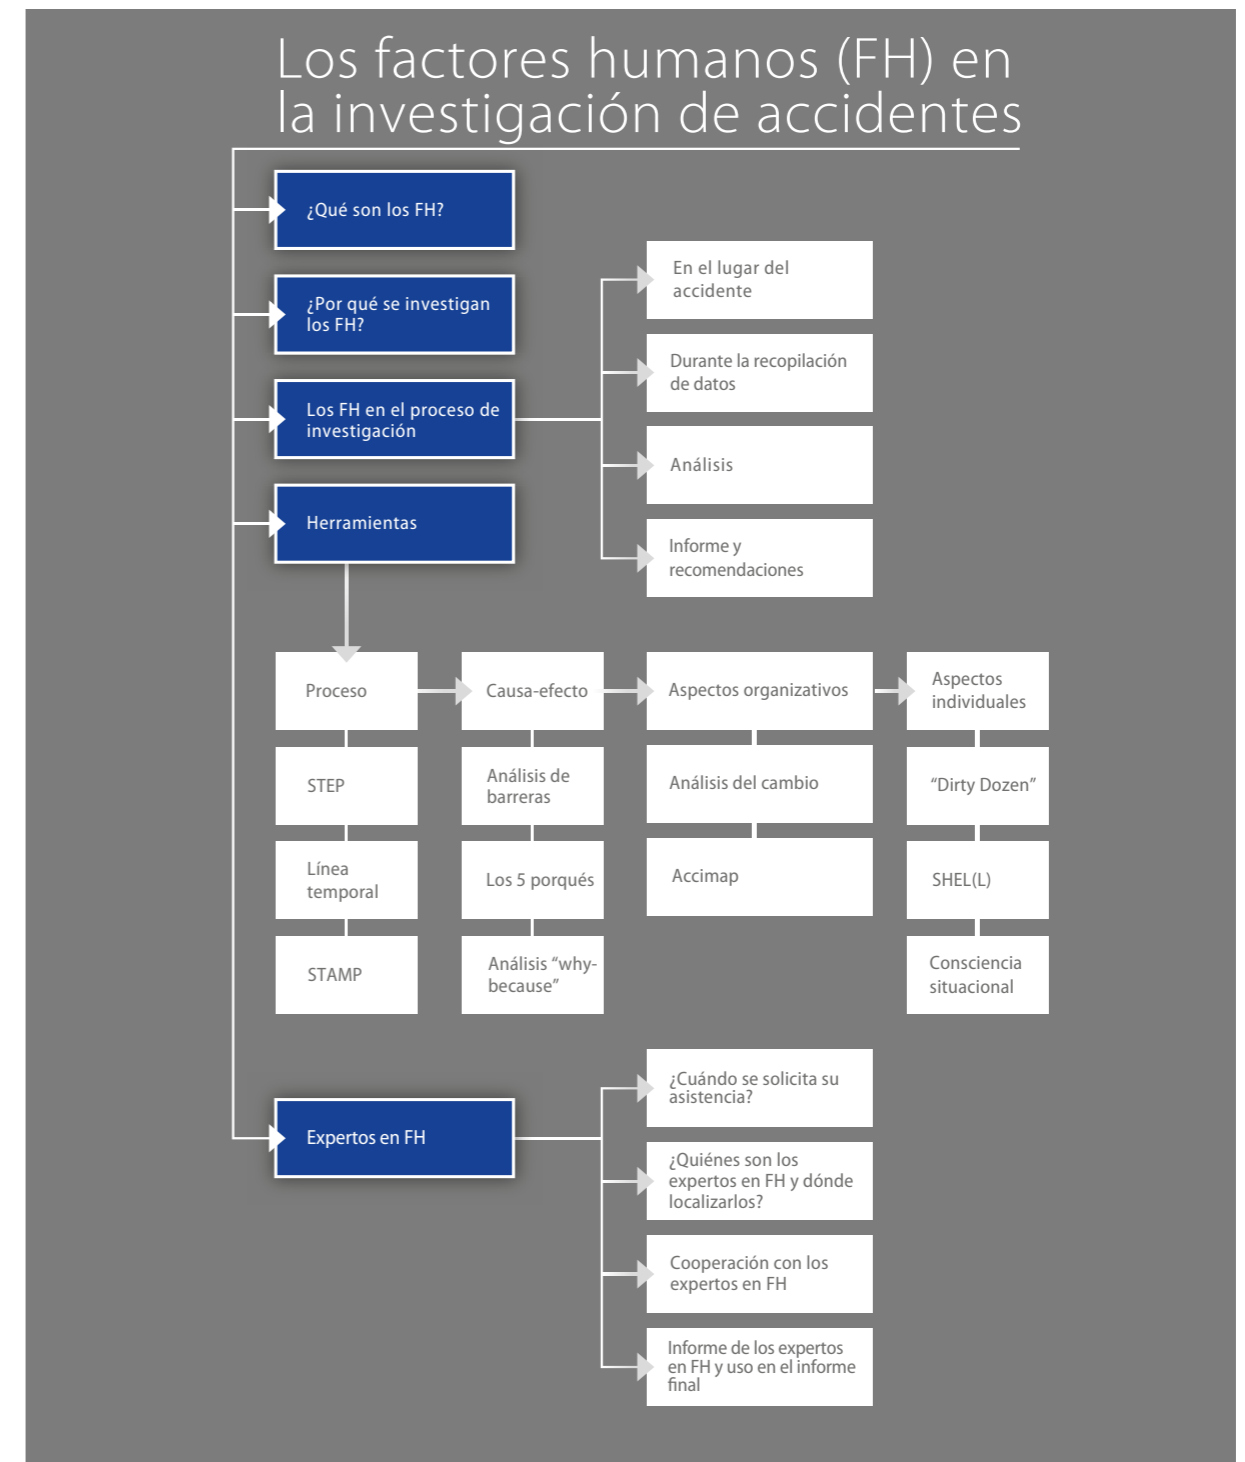 Los factores humanos (FH) en
la investigación de accidentes
¿Qué son los FH?
¿Por qué se investigan
los FH?
Los FH en el proceso de
investigación
Herramientas
En el lugar del
accidente
Durante la recopilación
de datos
Análisis
Informe y
recomendaciones
Proceso
STEP
Línea
temporal
STAMP
Causa-efecto
Análisis de
barreras
Los 5 porqués
Análisis “why-
because”
Aspectos organizativos
Análisis del cambio
Accimap
Aspectos
individuales
“Dirty Dozen”
SHEL(L)
Consciencia
situacional
Expertos en FH
¿Cuándo se solicita su
asistencia?
¿Quiénes son los
expertos en FH y dónde
localizarlos?
Cooperación con los
expertos en FH
Informe de los expertos
en FH y uso en el informe
final